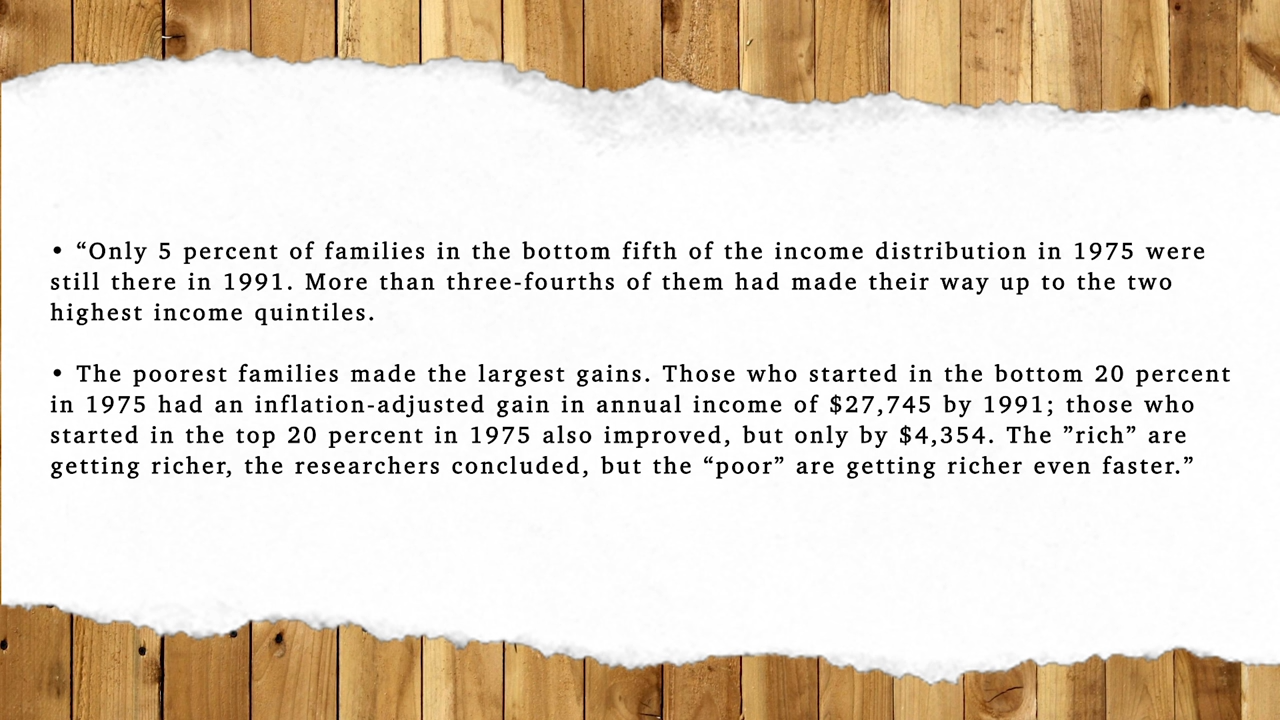 • “Only 5 percent of families in the bottom fifth of the income distribution in 1975 were
still there in 1991. More than three-fourths of them had made their way up to the two
highest income quintiles.
• The poorest families made the largest gains. Those who started in the bottom 20 percent
in 1975 had an inflation-adjusted gain in annual income of $27,745 by 1991; those who
started in the top 20 percent in 1975 also improved, but only by $4,354. The ”rich” are
getting richer, the researchers concluded, but the “poor” are getting richer even faster.”